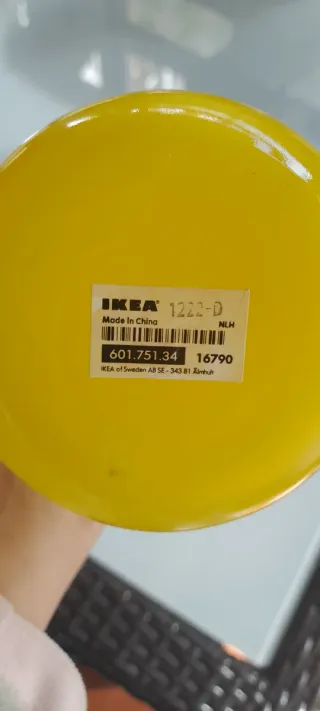 IKEA® 1222-D
Made in China NLH
601.751.34 16790
IKEA of Sweden AB SE - 343 81 Älmhult